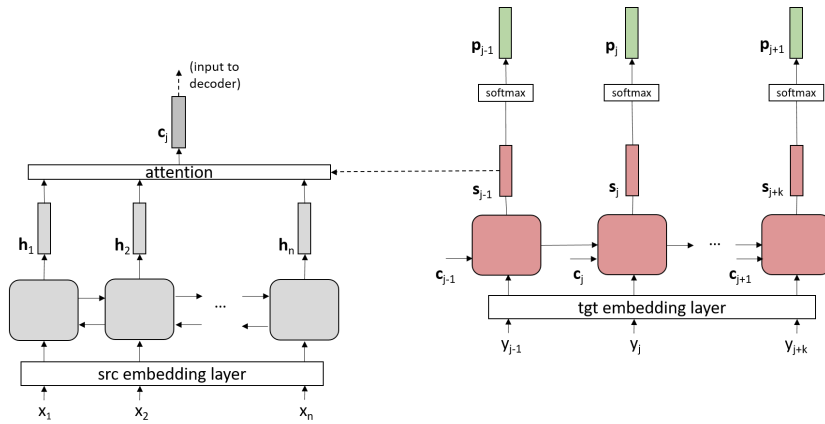 (input to
decoder)
c_j
attention
h_1
h_2
h_n
...
src embedding layer
x_1
x_2
x_n
p_{j-1}
p_j
p_{j+1}
softmax
softmax
softmax
s_{j-1}
s_j
s_{j+k}
...
c_{j-1}
c_j
c_{j+1}
tgt embedding layer
y_{j-1}
y_j
y_{j+k}